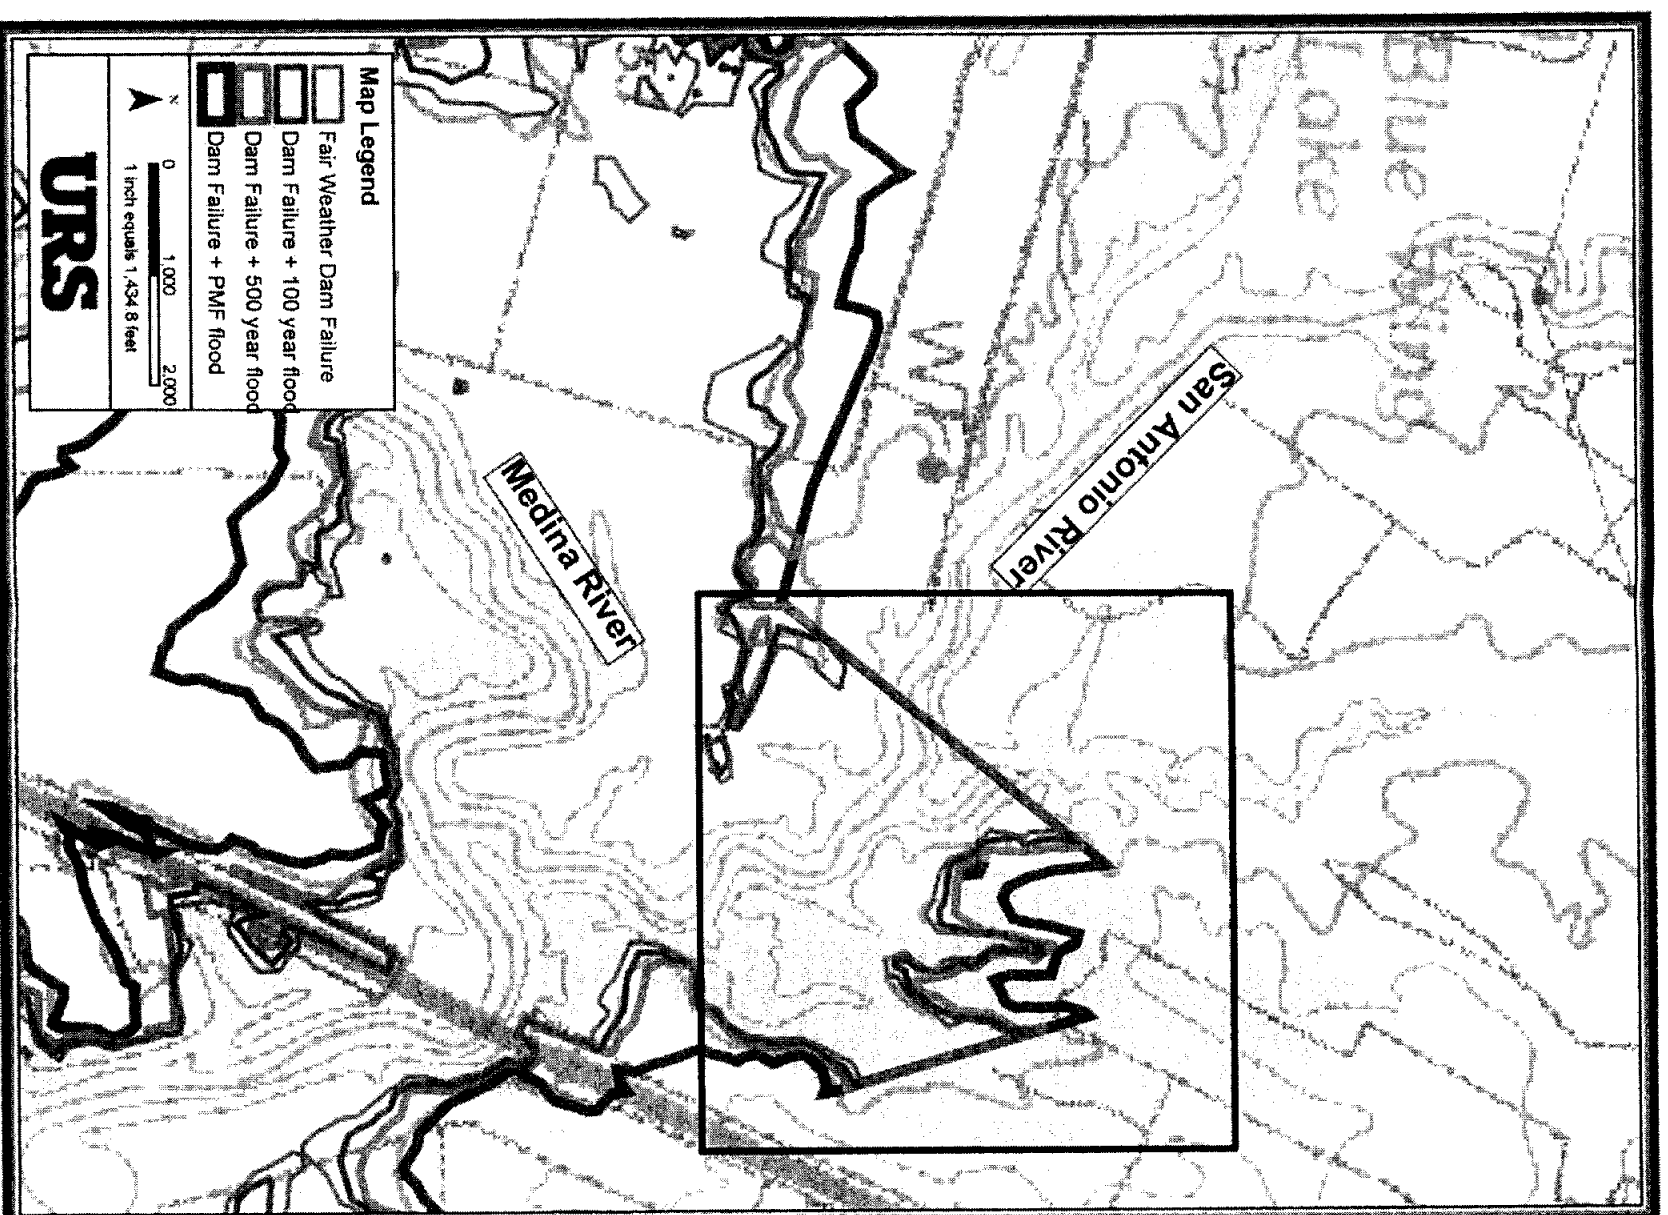 Map Legend
Fair Weather Dam Failure
Dam Failure + 100 year flood
Dam Failure + 500 year flood
Dam Failure + PMF flood
N
0 1,000 2,000
1 inch equals 1,434.8 feet
URS
Medina River
San Antonio River
Blue
Lake